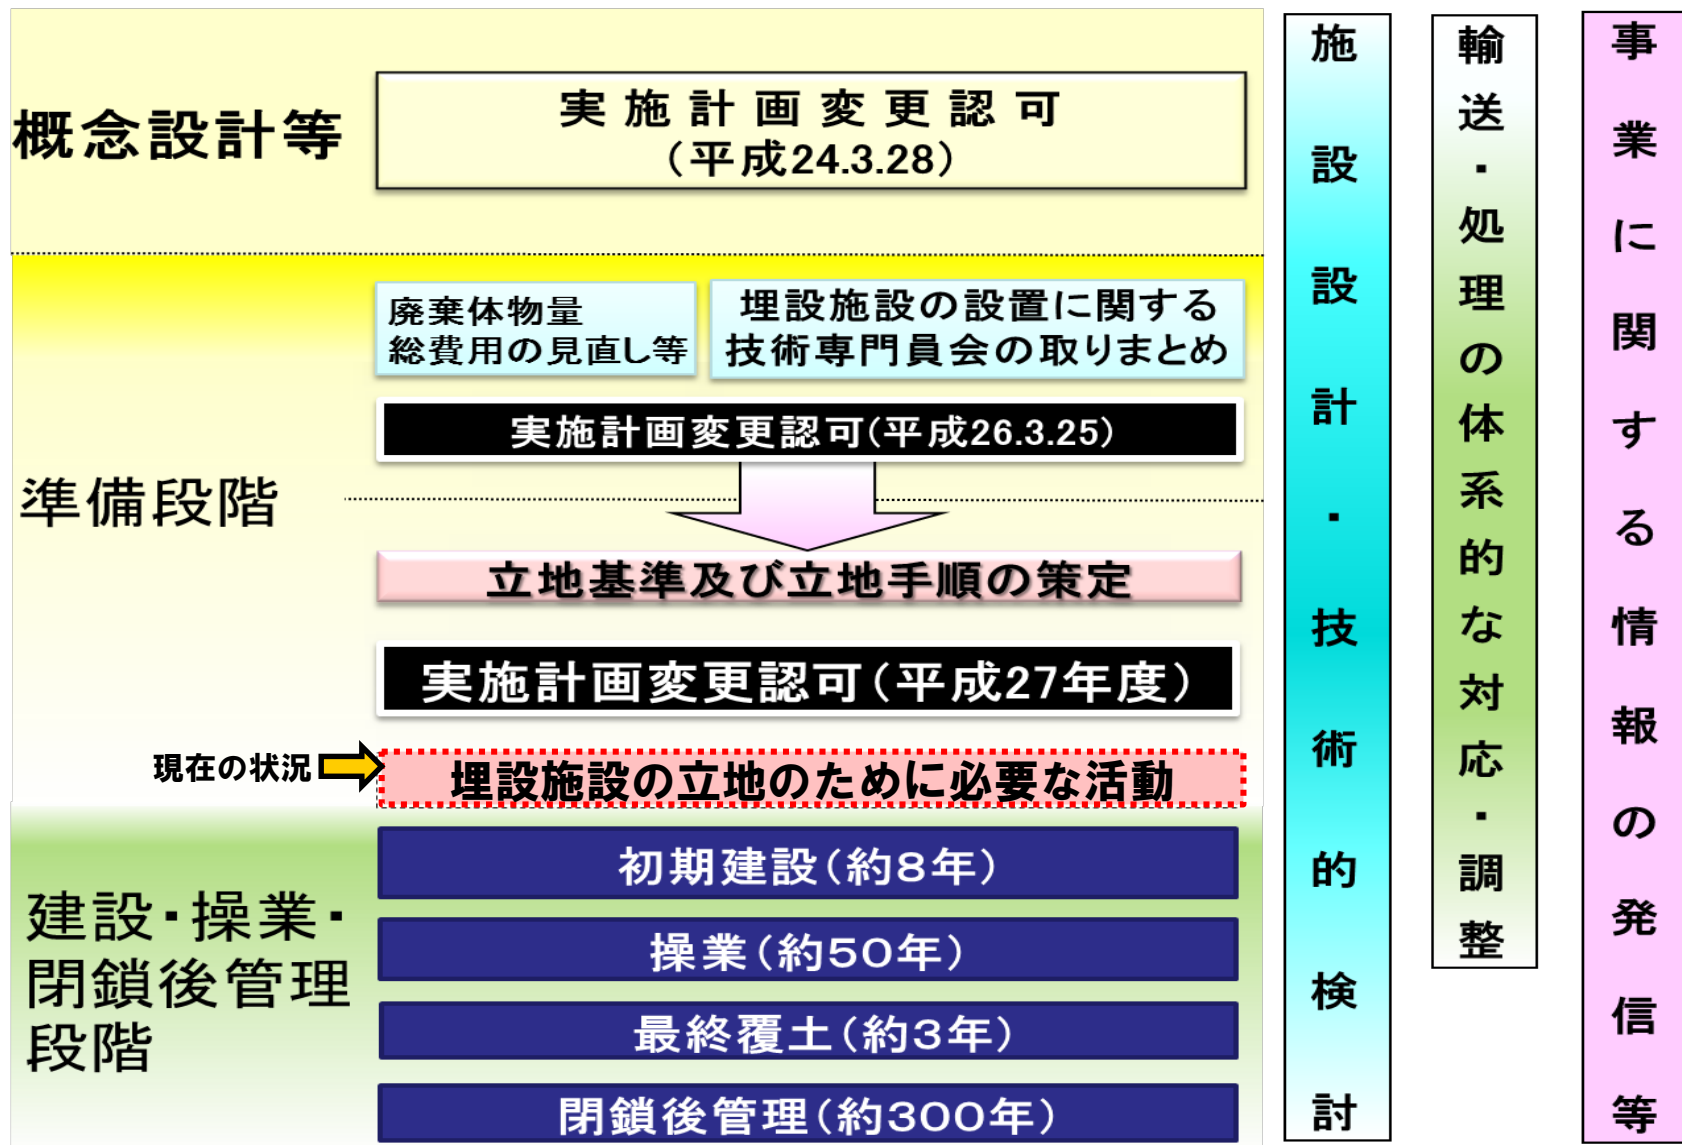 概念設計等
実施計画変更認可
(平成24.3.28)
廃棄体物量
総費用の見直し等
埋設施設の設置に関する
技術専門員会の取りまとめ
実施計画変更認可(平成26.3.25)
準備段階
立地基準及び立地手順の策定
実施計画変更認可(平成27年度)
現在の状況
埋設施設の立地のために必要な活動
建設・操業・
閉鎖後管理
段階
初期建設(約8年)
操業(約50年)
最終覆土(約3年)
閉鎖後管理(約300年)
施設設計・技術的検討
輸送・処理の体系的な対応・調整
事業に関する情報の発信等